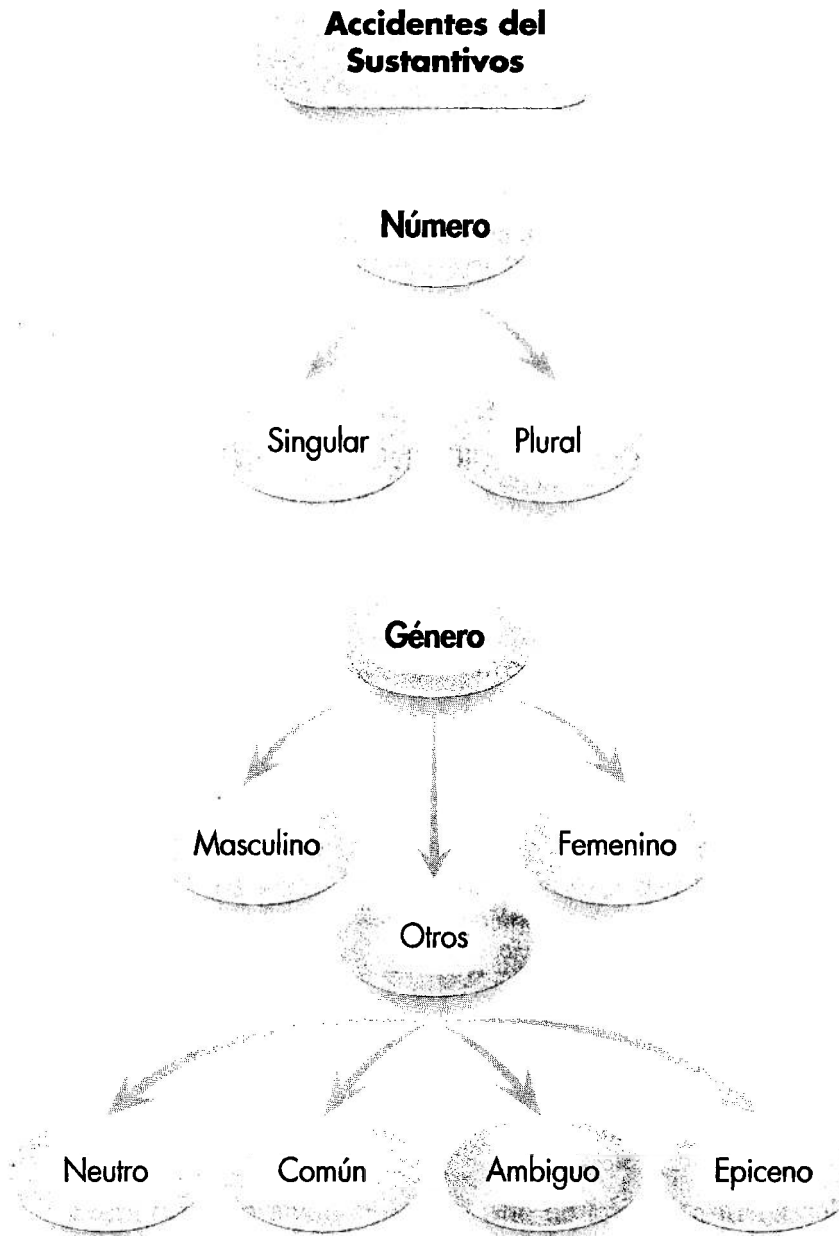 Accidentes del
Sustantivos
Número
Singular Plural
Género
Masculino Femenino
Otros
Neutro Común Ambiguo Epiceno